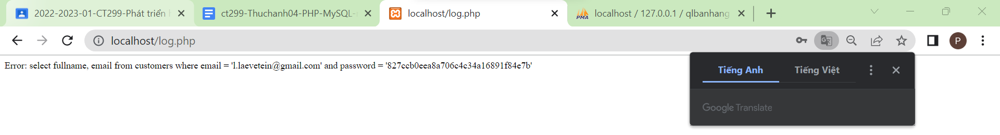 2022-2023-01-CT299-Phát triển
ct299-Thuchanh04-PHP-MySQL-
localhost/log.php
PMA
localhost / 127.0.0.1 / qlbanhang
localhost/log.php
P
Error: select fullname, email from customers where email = 'l.laevetein@gmail.com' and password = '827ccb0eea8a706c4c34a16891f84e7b'
Tiếng Anh
Tiếng Việt
Google Translate